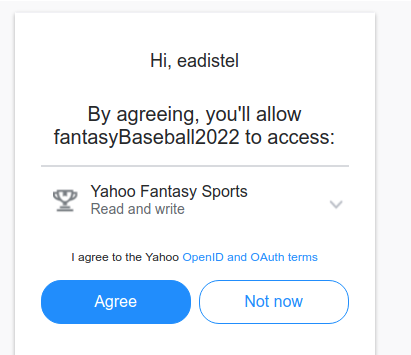 Hi, eadistel
By agreeing, you'll allow
fantasyBaseball2022 to access:
Yahoo Fantasy Sports
Read and write
I agree to the Yahoo OpenID and OAuth terms
Agree
Not now